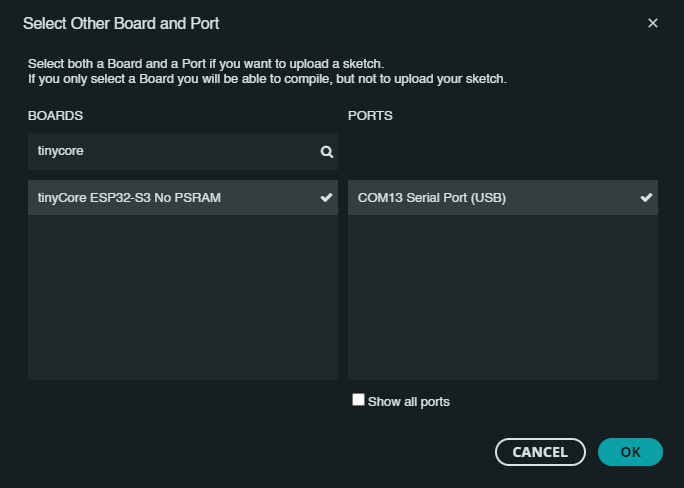 Select Other Board and Port
Select both a Board and a Port if you want to upload a sketch.
If you only select a Board you will be able to compile, but not to upload your sketch.
BOARDS
PORTS
tinycore
tinyCore ESP32-S3 No PSRAM
COM13 Serial Port (USB)
Show all ports
CANCEL
OK